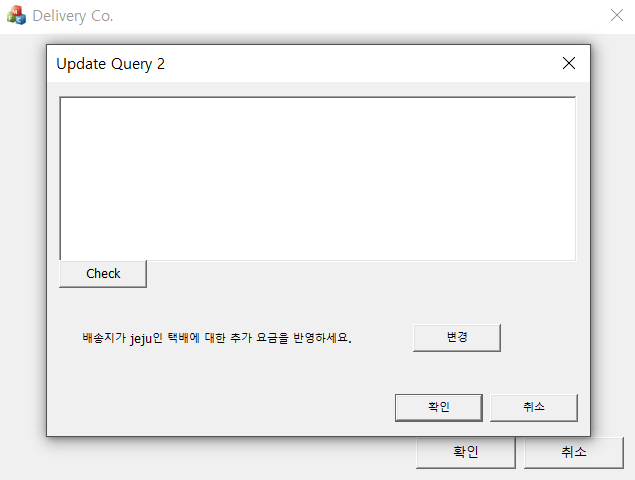 Delivery Co.
Update Query 2
Check
배송지가 jeju인 택배에 대한 추가 요금을 반영하세요.
변경
확인
취소
확인
취소